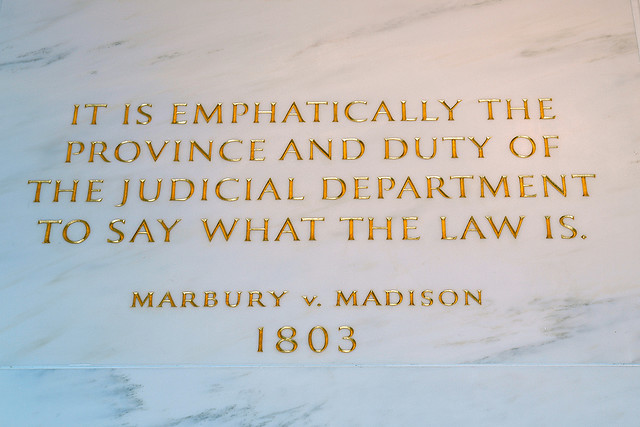 IT IS EMPHATICALLY THE
PROVINCE AND DUTY OF
THE JUDICIAL DEPARTMENT
TO SAY WHAT THE LAW IS.
MARBURY v. MADISON
1803